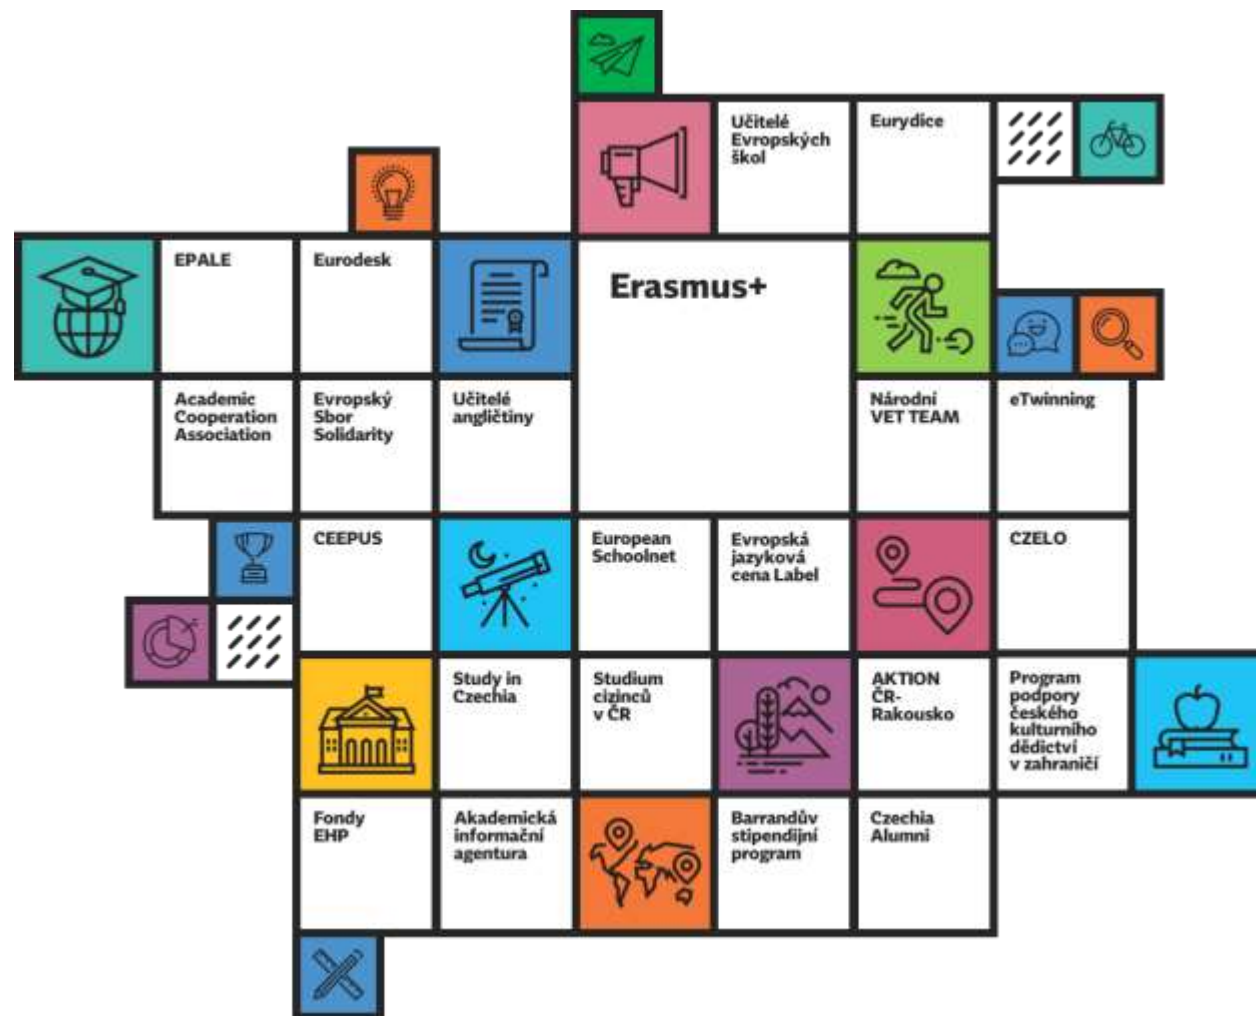 Učitelé
Evropských
škol
Eurydice
EPALE
Eurodesk
Erasmus+
Academic
Cooperation
Association
Evropský
Sbor
Solidarity
Učitelé
angličtiny
Národní
VET TEAM
eTwinning
CEEPUS
European
Schoolnet
Evropská
jazyková
cena Label
CZELO
Study in
Czechia
Studium
cizinců
v ČR
AKTION
ČR-
Rakousko
Program
podpory
českého
kulturního
dědictví
v zahraničí
Fondy
EHP
Akademická
informační
agentura
Barrandův
stipendijní
program
Czechia
Alumni